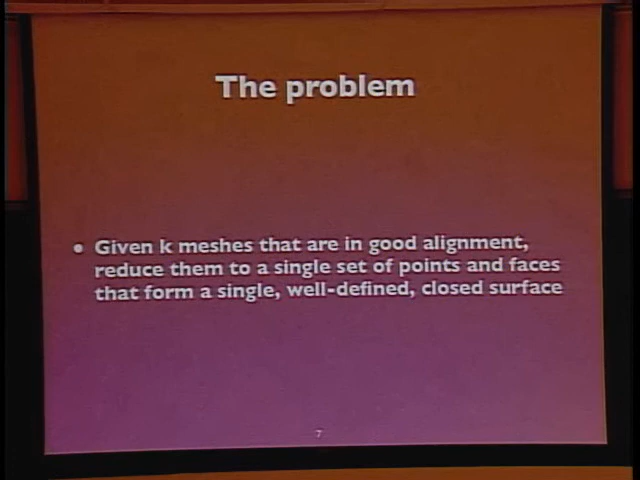 The problem
• Given k meshes that are in good alignment,
reduce them to a single set of points and faces
that form a single, well-defined, closed surface
7